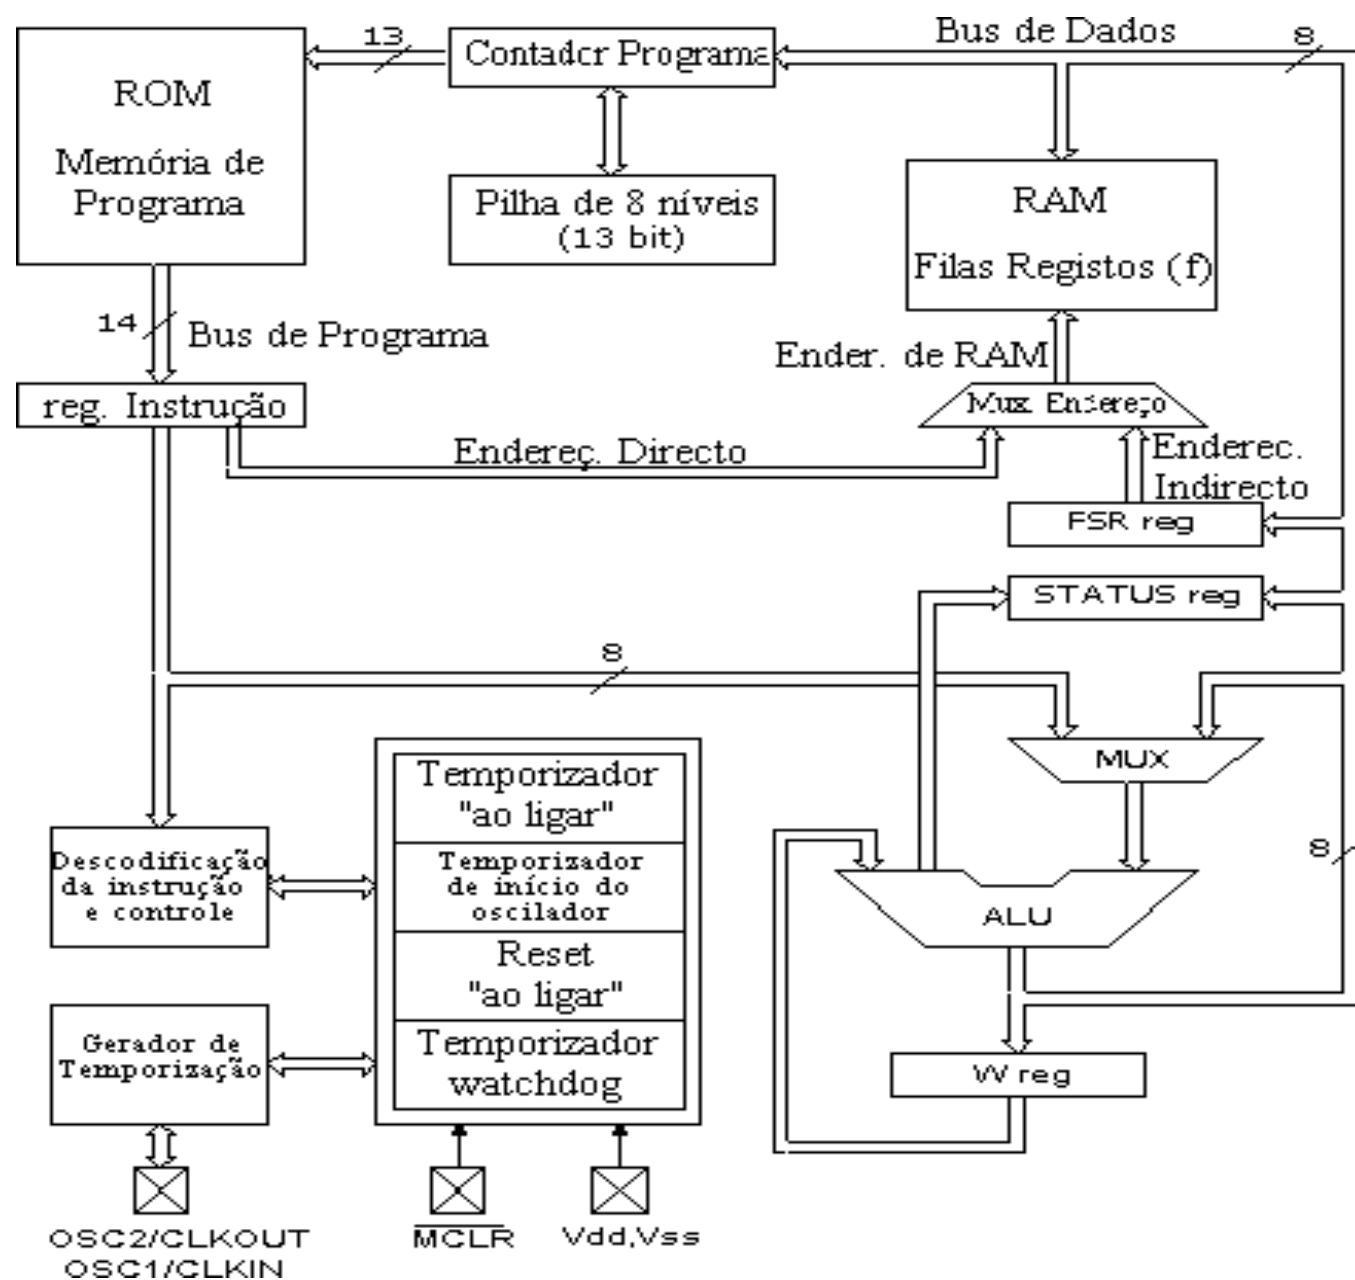 13
Contador Programa
Bus de Dados
8
ROM
Memória de
Programa
Pilha de 8 níveis
(13 bit)
RAM
Filas Registos (f)
14
Bus de Programa
Ender. de RAM
reg. Instrução
Mux Endereço
Endereç. Directo
Enderec.
Indirecto
FSR reg
STATUS reg
8
MUX
Temporizador
"ao ligar"
Descodificação
da instrução
e controle
Temporizador
de início do
oscilador
8
ALU
Reset
"ao ligar"
Gerador de
Temporização
Temporizador
watchdog
W reg
OSC2/CLKOUT
OSC1/CLKIN
MCLR
Vdd,Vss